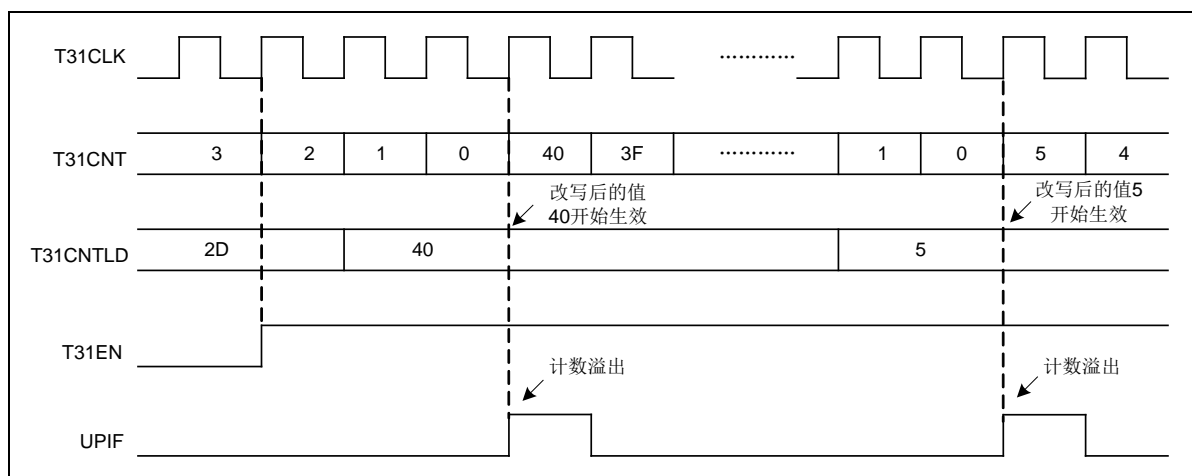 T31CLK
............
T31CNT
3 2 1 0 40 3F ............ 1 0 5 4
改写后的值
40开始生效
改写后的值5
开始生效
T31CNTLD
2D 40 5
T31EN
计数溢出
计数溢出
UPIF